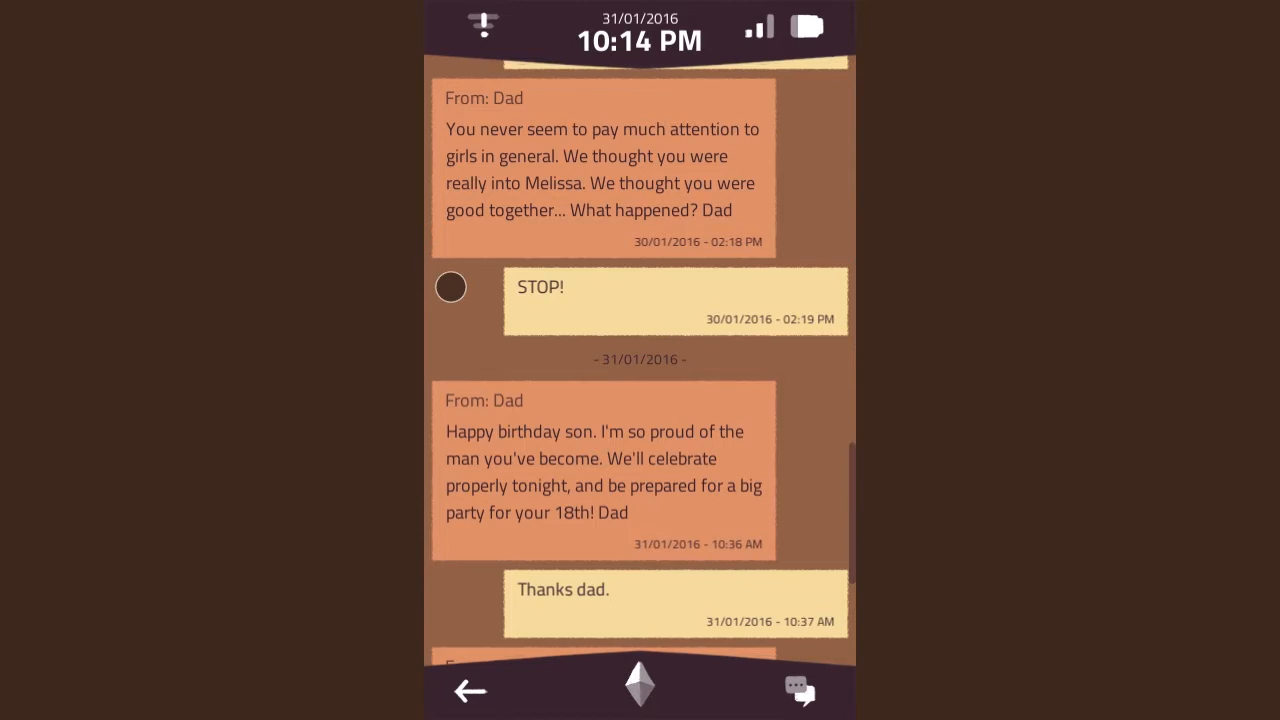 31/01/2016
10:14 PM
From: Dad
You never seem to pay much attention to
girls in general. We thought you were
really into Melissa. We thought you were
good together... What happened? Dad
30/01/2016 - 02:18 PM
STOP!
30/01/2016 - 02:19 PM
- 31/01/2016 -
From: Dad
Happy birthday son. I'm so proud of the
man you've become. We'll celebrate
properly tonight, and be prepared for a big
party for your 18th! Dad
31/01/2016 - 10:36 AM
Thanks dad.
31/01/2016 - 10:37 AM